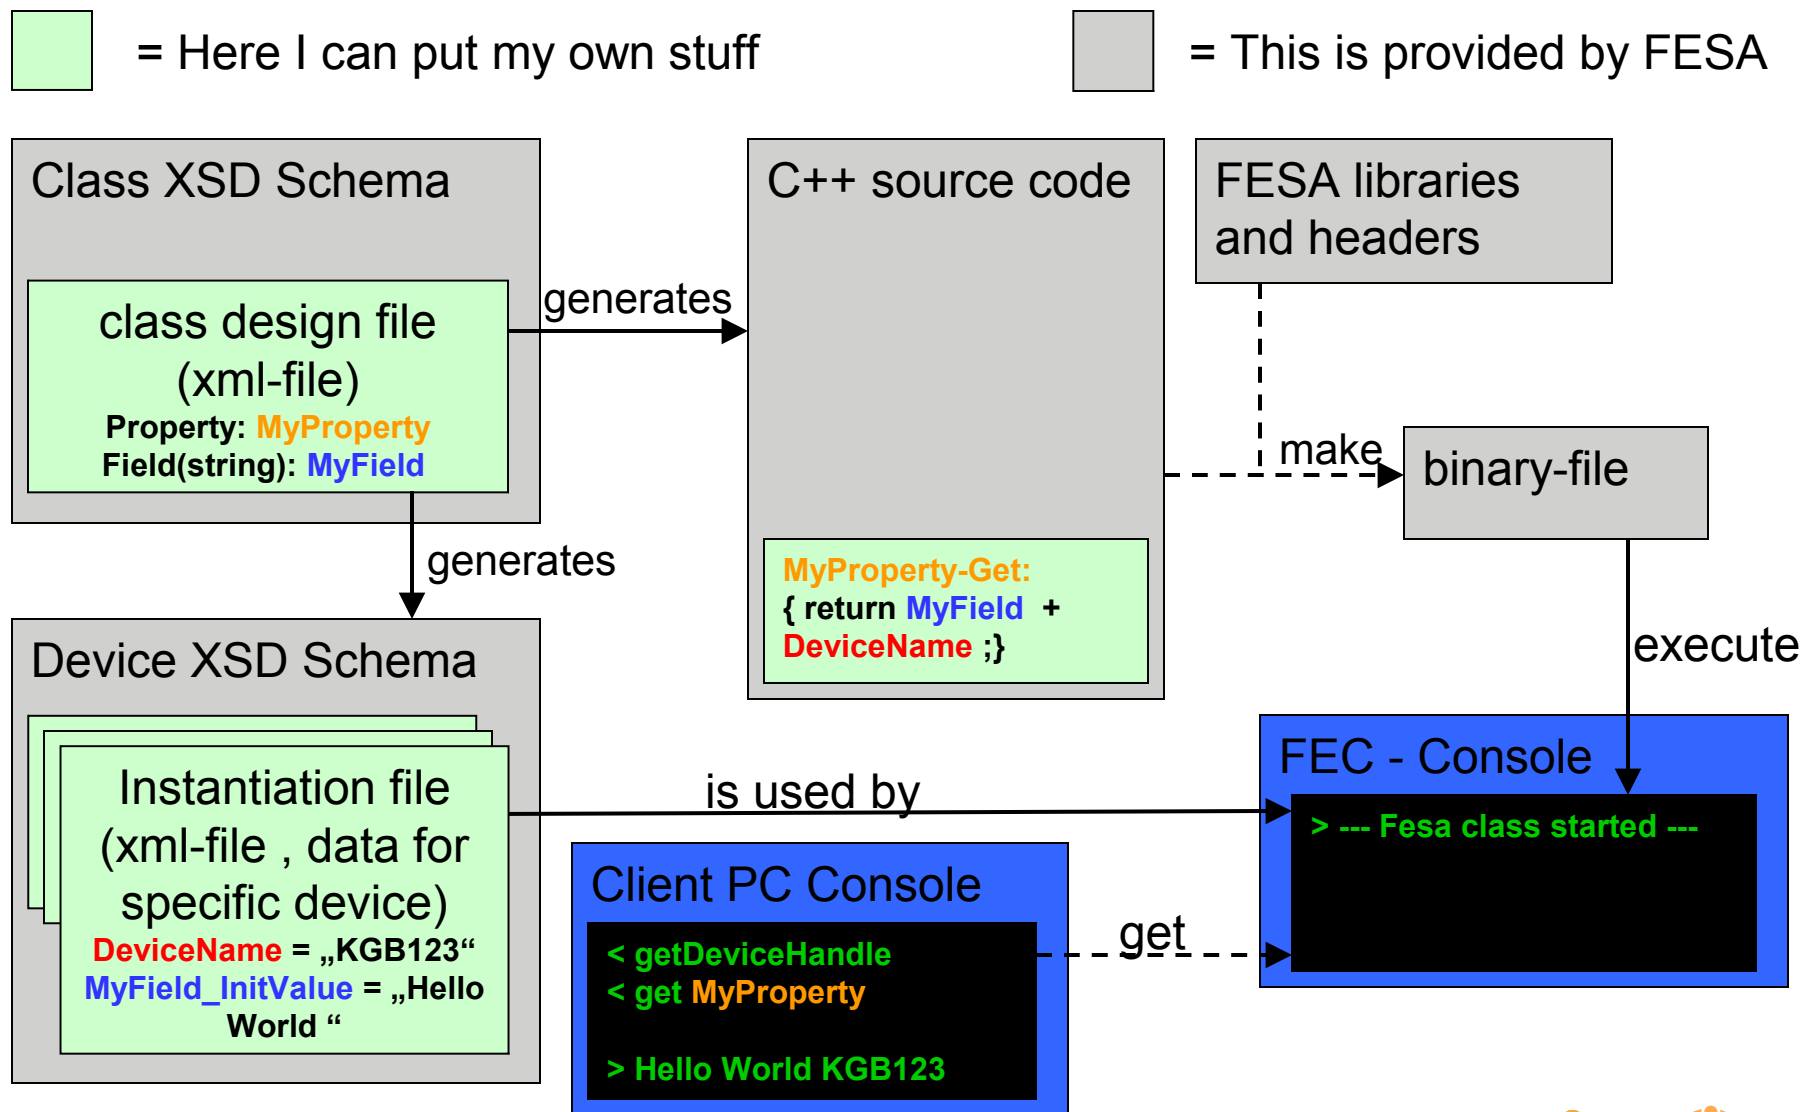 = Here I can put my own stuff
= This is provided by FESA
Class XSD Schema
class design file
(xml-file)
Property: MyProperty
Field(string): MyField
generates
generates
C++ source code
MyProperty-Get:
{ return MyField +
DeviceName ;}
FESA libraries
and headers
make
binary-file
execute
Device XSD Schema
Instantiation file
(xml-file , data for
specific device)
DeviceName = „KGB123“
MyField_InitValue = „Hello
World “
is used by
FEC - Console
> --- Fesa class started ---
Client PC Console
< getDeviceHandle
< get MyProperty
> Hello World KGB123
get